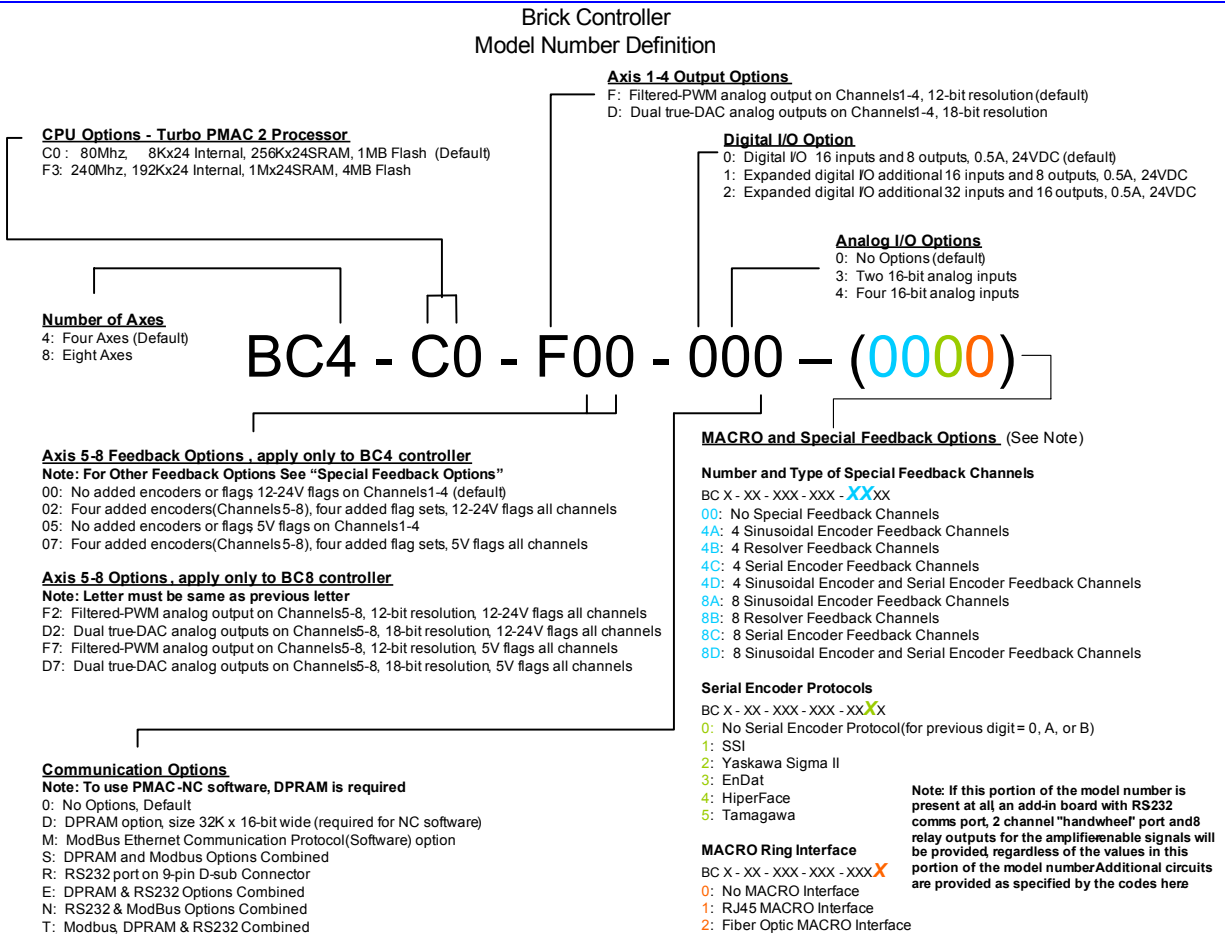 Brick Controller
Model Number Definition
Axis 1-4 Output Options
F: Filtered-PWM analog output on Channels1-4, 12-bit resolution (default)
D: Dual true-DAC analog outputs on Channels1-4, 18-bit resolution
CPU Options - Turbo PMAC 2 Processor
C0 : 80Mhz, 8Kx24 Internal, 256Kx24SRAM, 1MB Flash (Default)
F3: 240Mhz, 192Kx24 Internal, 1Mx24SRAM, 4MB Flash
Digital I/O Option
0: Digital I/O 16 inputs and 8 outputs, 0.5A, 24VDC (default)
1: Expanded digital I/O additional 16 inputs and 8 outputs, 0.5A, 24VDC
2: Expanded digital I/O additional 32 inputs and 16 outputs, 0.5A, 24VDC
Analog I/O Options
0: No Options (default)
3: Two 16-bit analog inputs
4: Four 16-bit analog inputs
Number of Axes
4: Four Axes (Default)
8: Eight Axes
BC4 - C0 - F00 - 000 – (0000)
Axis 5-8 Feedback Options , apply only to BC4 controller
Note: For Other Feedback Options See “Special Feedback Options”
00: No added encoders or flags 12-24V flags on Channels1-4 (default)
02: Four added encoders(Channels 5-8), four added flag sets, 12-24V flags all channels
05: No added encoders or flags 5V flags on Channels1-4
07: Four added encoders(Channels 5-8), four added flag sets, 5V flags all channels
Axis 5-8 Options , apply only to BC8 controller
Note: Letter must be same as previous letter
F2: Filtered-PWM analog output on Channels5-8, 12-bit resolution, 12-24V flags all channels
D2: Dual true-DAC analog outputs on Channels5-8, 18-bit resolution, 12-24V flags all channels
F7: Filtered-PWM analog output on Channels5-8, 12-bit resolution, 5V flags all channels
D7: Dual true-DAC analog outputs on Channels5-8, 18-bit resolution, 5V flags all channels
Communication Options
Note: To use PMAC-NC software, DPRAM is required
0: No Options, Default
D: DPRAM option, size 32K x 16-bit wide (required for NC software)
M: ModBus Ethernet Communication Protocol(Software) option
S: DPRAM and Modbus Options Combined
R: RS232 port on 9-pin D-sub Connector
E: DPRAM & RS232 Options Combined
N: RS232 & ModBus Options Combined
T: Modbus, DPRAM & RS232 Combined
MACRO and Special Feedback Options (See Note)
Number and Type of Special Feedback Channels
BC X - XX - XXX - XXX - XXXX
00: No Special Feedback Channels
4A: 4 Sinusoidal Encoder Feedback Channels
4B: 4 Resolver Feedback Channels
4C: 4 Serial Encoder Feedback Channels
4D: 4 Sinusoidal Encoder and Serial Encoder Feedback Channels
8A: 8 Sinusoidal Encoder Feedback Channels
8B: 8 Resolver Feedback Channels
8C: 8 Serial Encoder Feedback Channels
8D: 8 Sinusoidal Encoder and Serial Encoder Feedback Channels
Serial Encoder Protocols
BC X - XX - XXX - XXX - XXXX
0: No Serial Encoder Protocol(for previous digit = 0, A, or B)
1: SSI
2: Yaskawa Sigma II
3: EnDat
4: HiperFace
5: Tamagawa
MACRO Ring Interface
BC X - XX - XXX - XXX - XXXX
0: No MACRO Interface
1: RJ45 MACRO Interface
2: Fiber Optic MACRO Interface
Note: If this portion of the model number is
present at all, an add-in board with RS232
comms port, 2 channel "handwheel" port and 8
relay outputs for the amplifier-enable signals will
be provided, regardless of the values in this
portion of the model number. Additional circuits
are provided as specified by the codes here.